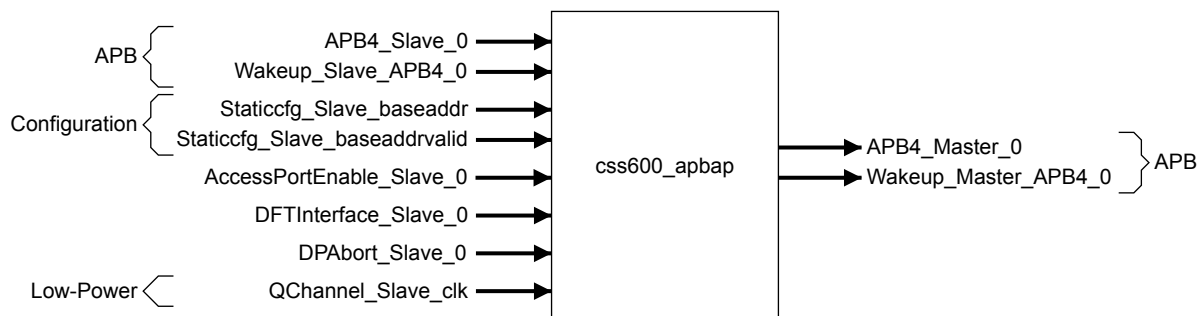 APB
APB4_Slave_0
Wakeup_Slave_APB4_0
Configuration
Staticcfg_Slave_baseaddr
Staticcfg_Slave_baseaddrvalid
AccessPortEnable_Slave_0
DFTInterface_Slave_0
DPAbort_Slave_0
Low-Power
QChannel_Slave_clk
css600_apbap
APB4_Master_0
Wakeup_Master_APB4_0
APB